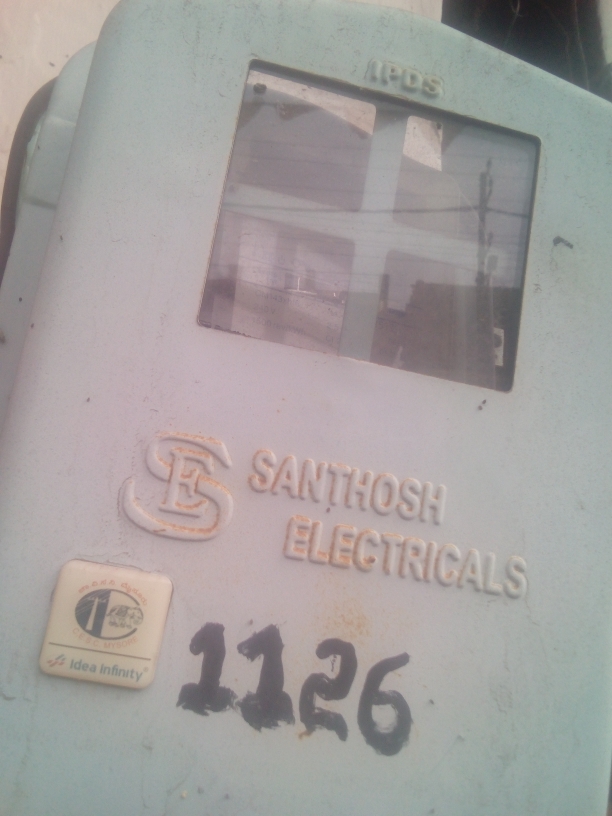 IPDS
SE
SANTHOSH
ELECTRICALS
Idea Infinity
1126